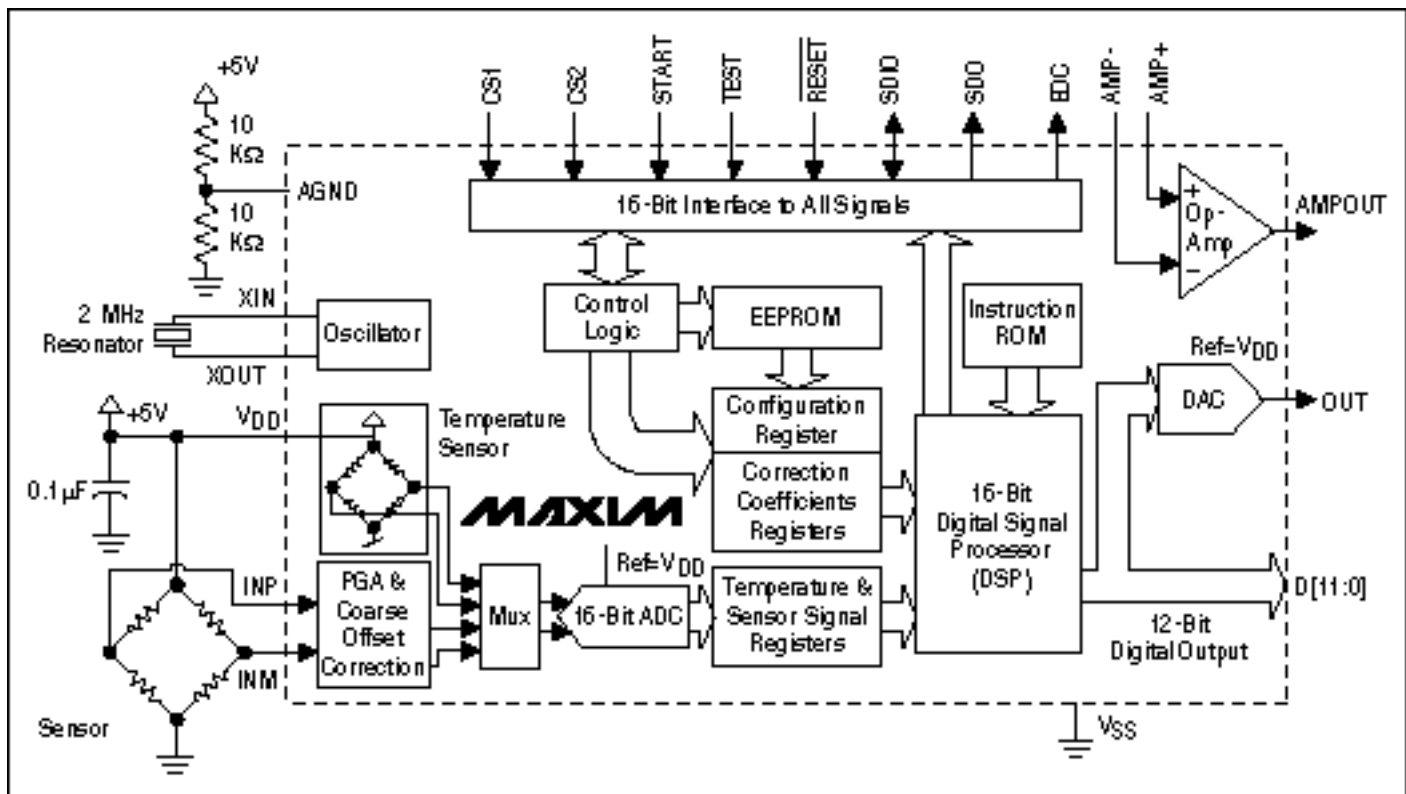 +5V
10
KΩ
AGND
10
KΩ
CS1
CS2
START
TEST
RESET
SDIO
SDO
EOC
AMP-
AMP+
16-Bit Interface to All Signals
+
Op-
Amp
−
AMPOUT
XIN
2 MHz
Resonator
XOUT
Oscillator
Control
Logic
EEPROM
Instruction
ROM
Ref=VDD
DAC
OUT
+5V
VDD
0.1µF
Temperature
Sensor
Configuration
Register
Correction
Coefficients
Registers
MAXIM
16-Bit
Digital Signal
Processor
(DSP)
INP
INM
PGA &
Coarse
Offset
Correction
Mux
Ref=VDD
16-Bit ADC
Temperature &
Sensor Signal
Registers
D[11:0]
12-Bit
Digital Output
Sensor
VSS